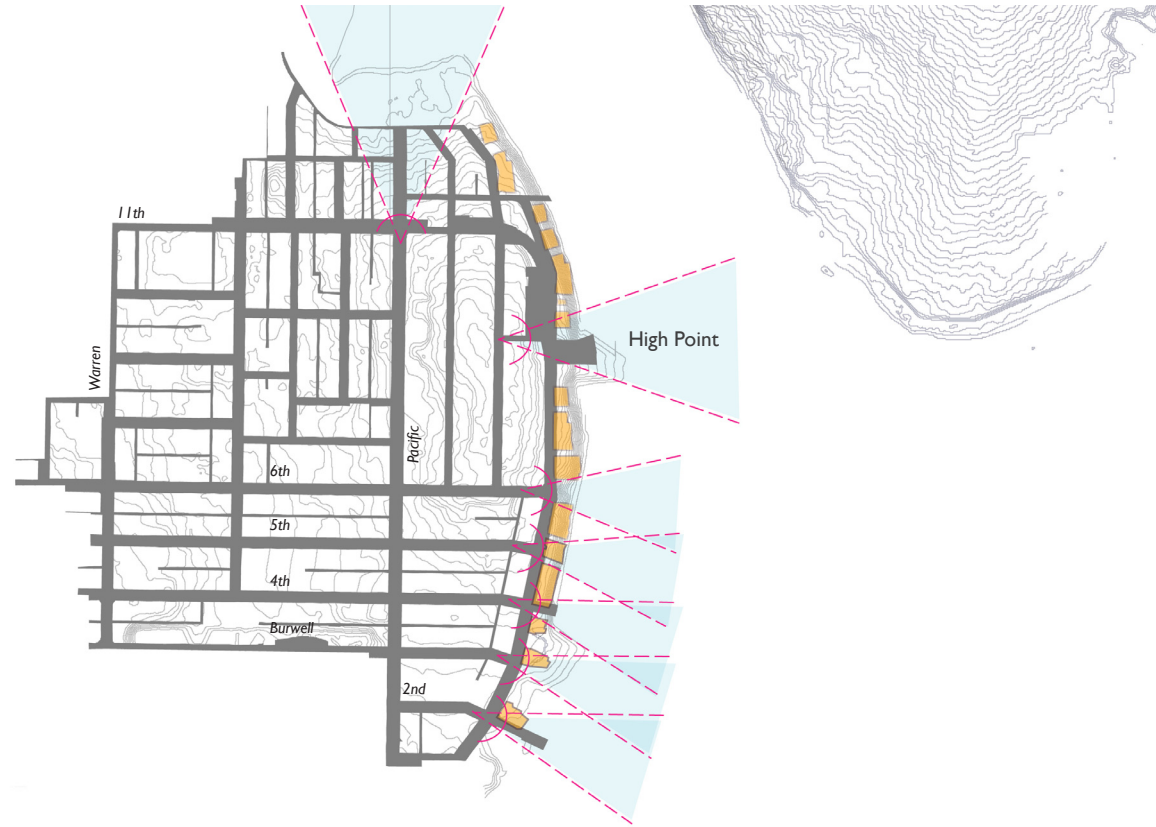 11th
High Point
Warren
Pacific
6th
5th
4th
Burwell
2nd